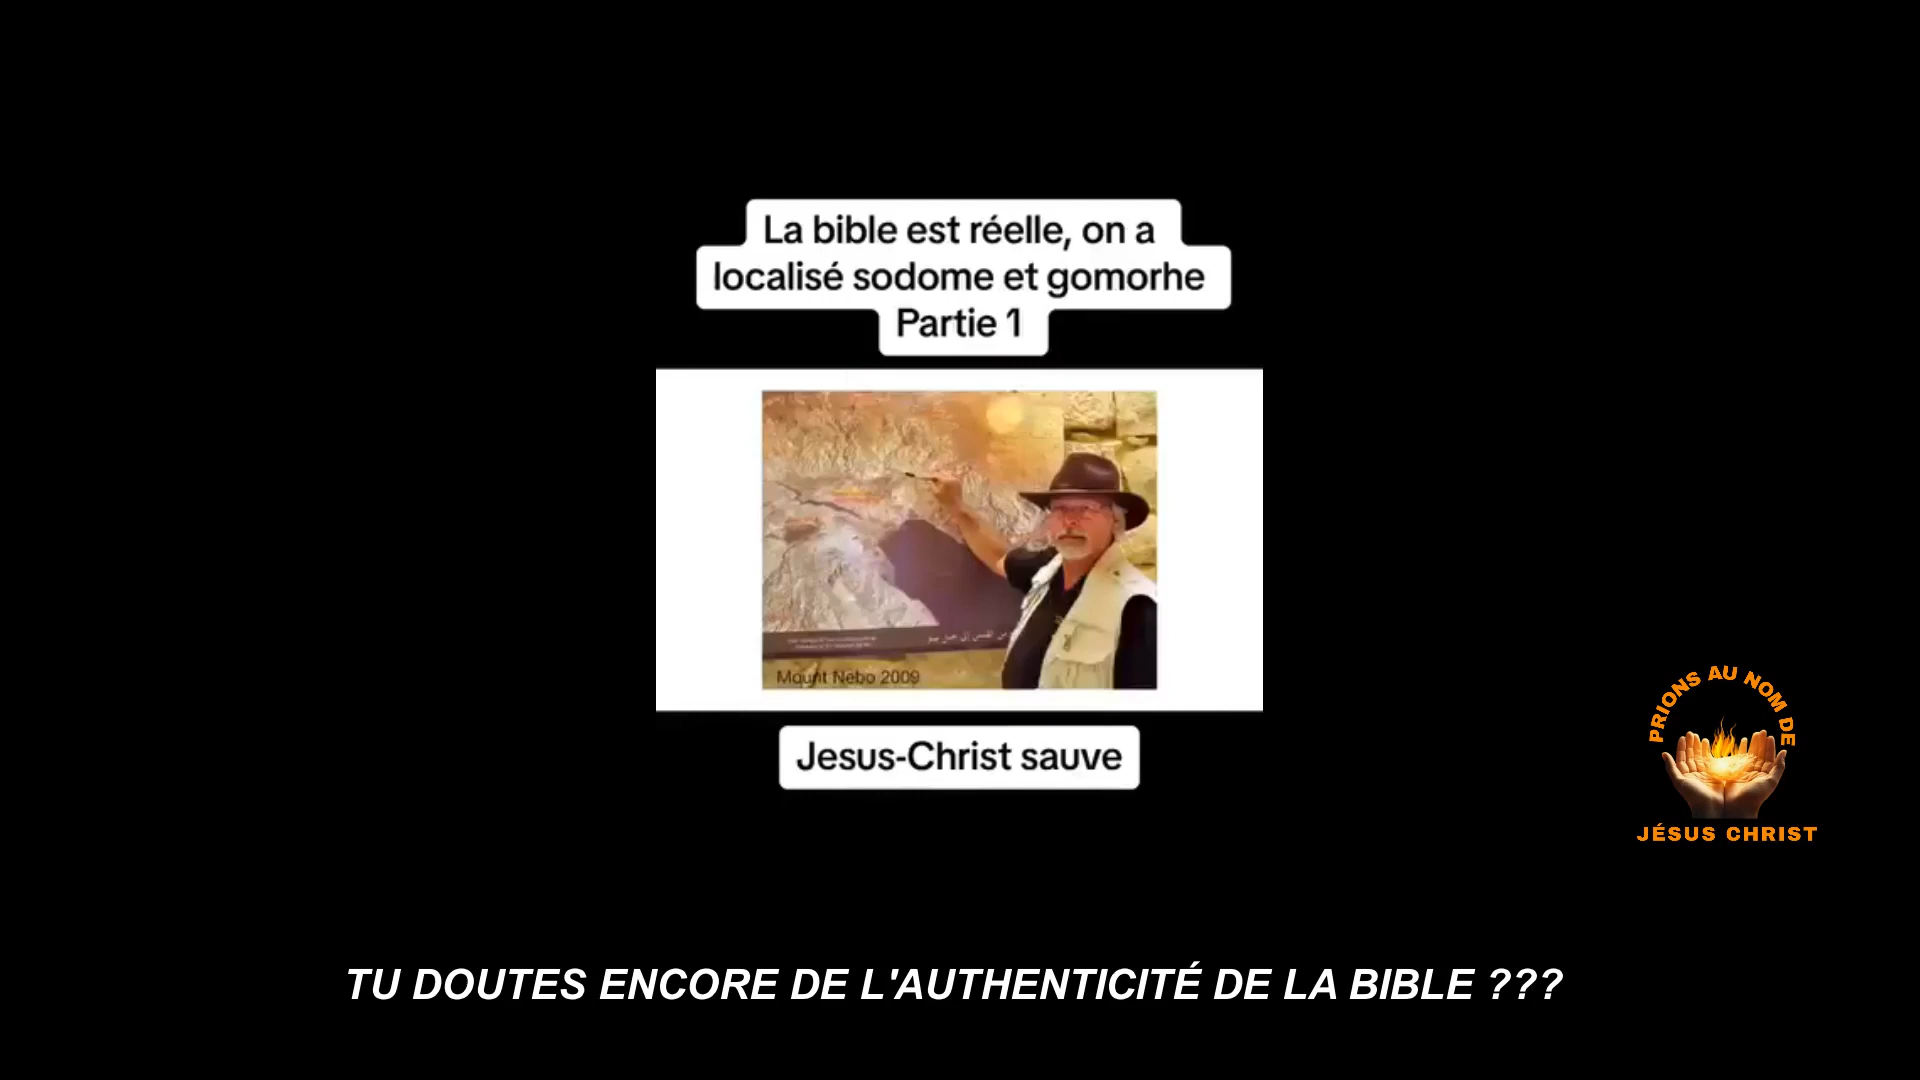 La bible est réelle, on a
localisé sodome et gomorhe
Partie 1
Mount Nebo 2009
Jesus-Christ sauve
PRIONS AU NOM DE
JÉSUS CHRIST
TU DOUTES ENCORE DE L'AUTHENTICITÉ DE LA BIBLE ???